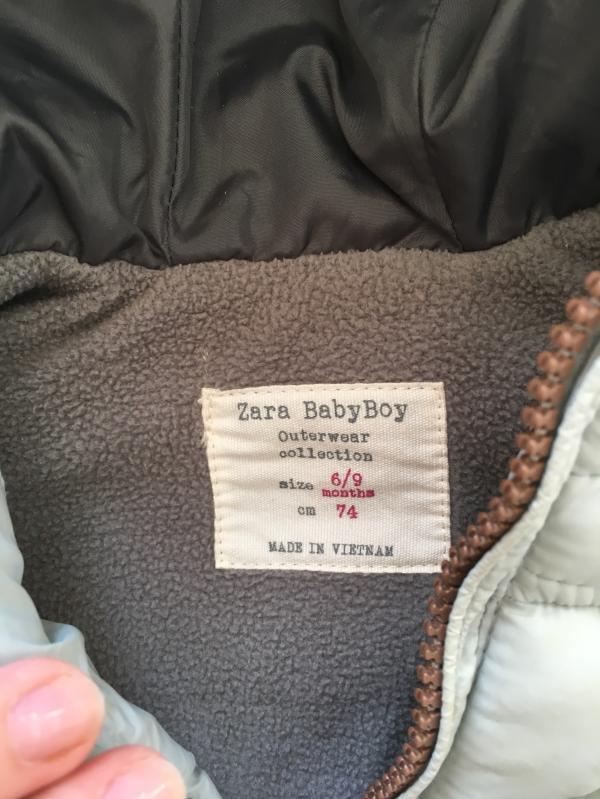 Zara BabyBoy
Outerwear
collection
size 6/9
months
cm 74
MADE IN VIETNAM